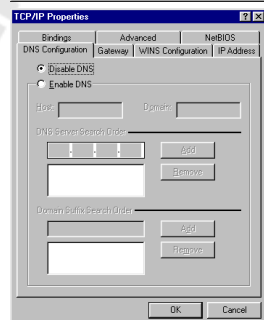 TCP/IP Properties
Bindings Advanced NetBIOS
DNS Configuration Gateway WINS Configuration IP Address
Disable DNS
Enable DNS
Host: Domain:
DNS Server Search Order
Add
Remove
Domain Suffix Search Order
Add
Remove
OK Cancel